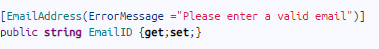 [EmailAddress(ErrorMessage ="Please enter a valid email")]
public string EmailID {get;set;}